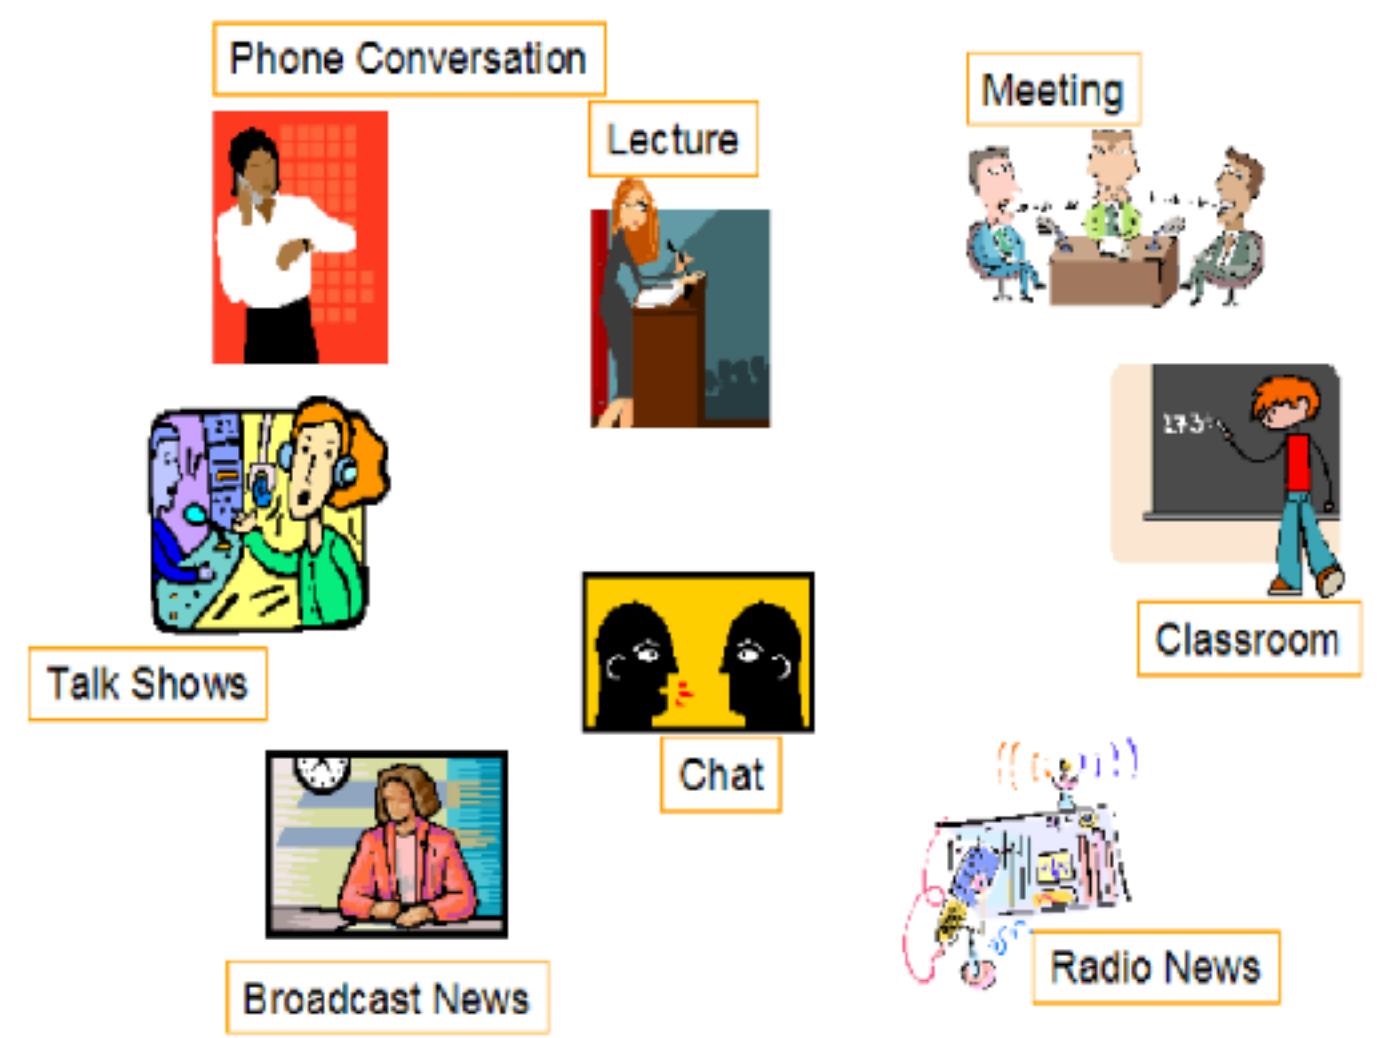 Phone Conversation
Lecture
Meeting
Talk Shows
Chat
Classroom
Broadcast News
Radio News